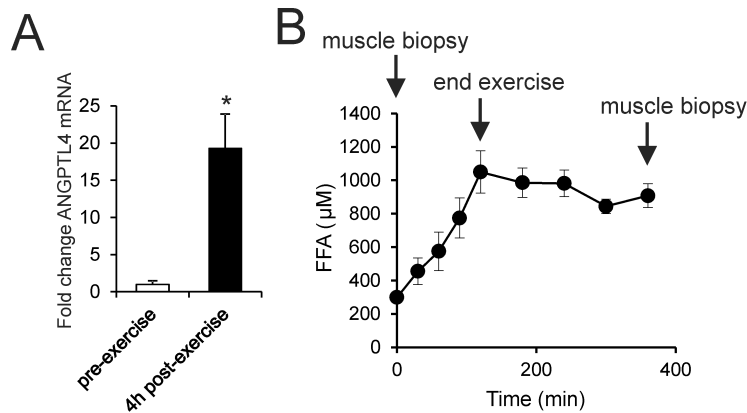 A
Fold change ANGPTL4 mRNA
25
20
15
10
5
0
*
pre-exercise
4h post-exercise
B
muscle biopsy
end exercise
muscle biopsy
FFA (µM)
1400
1200
1000
800
600
400
200
0
0
200
400
Time (min)